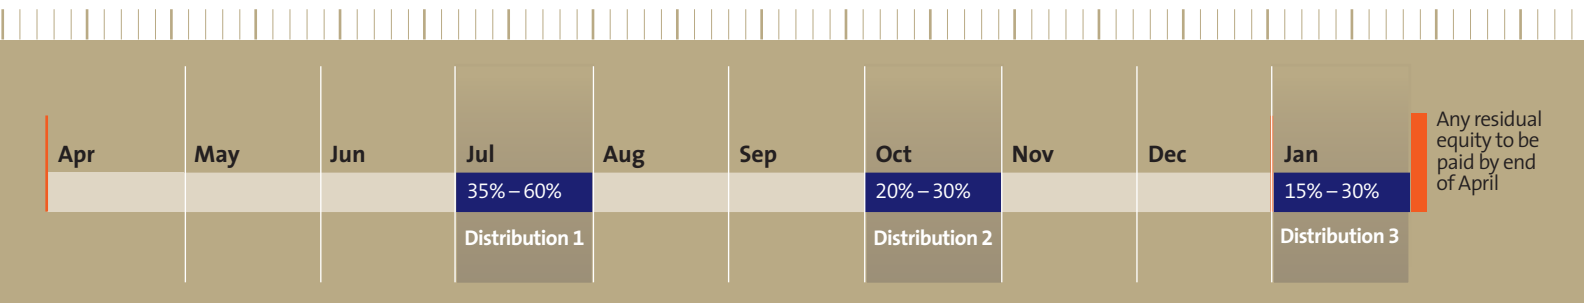 Apr May Jun Jul Aug Sep Oct Nov Dec Jan
35% – 60% 20% – 30% 15% – 30%
Distribution 1 Distribution 2 Distribution 3
Any residual
equity to be
paid by end
of April